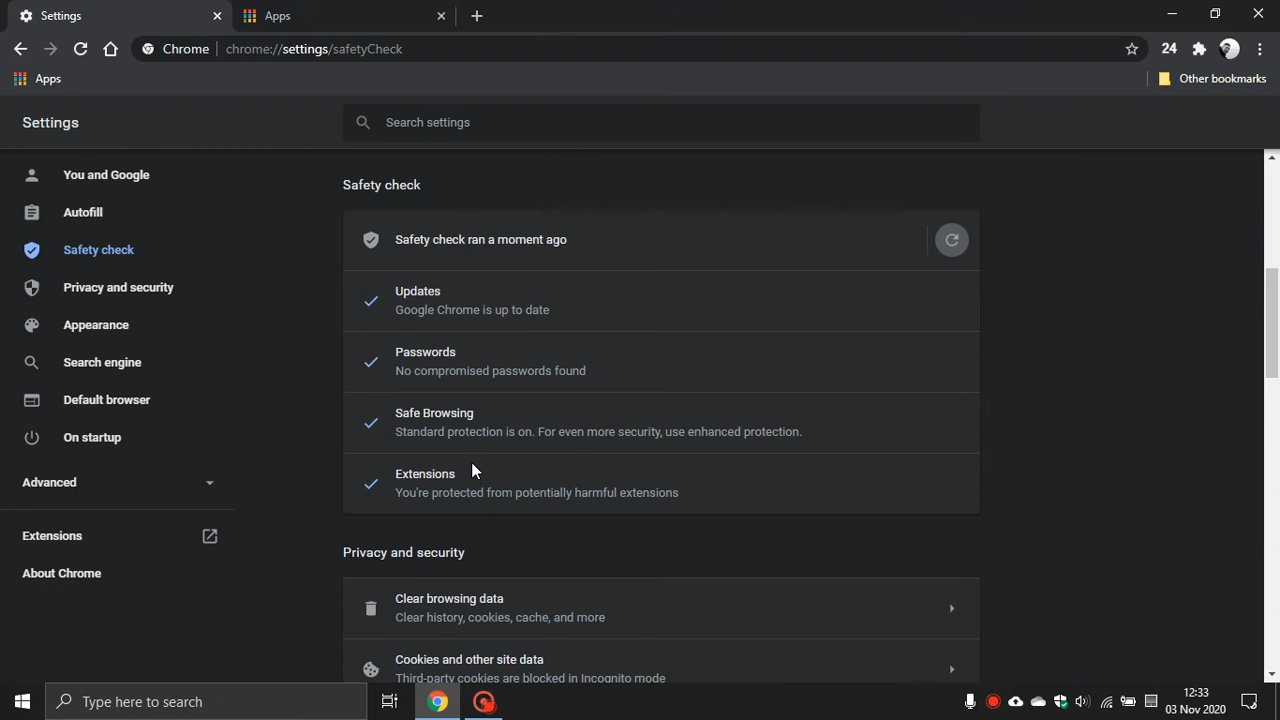 Settings
Apps
Chrome
chrome://settings/safetyCheck
24
Apps
Other bookmarks
Settings
Search settings
You and Google
Autofill
Safety check
Privacy and security
Appearance
Search engine
Default browser
On startup
Advanced
Extensions
About Chrome
Safety check
Safety check ran a moment ago
Updates
Google Chrome is up to date
Passwords
No compromised passwords found
Safe Browsing
Standard protection is on. For even more security, use enhanced protection.
Extensions
You're protected from potentially harmful extensions
Privacy and security
Clear browsing data
Clear history, cookies, cache, and more
Cookies and other site data
Third-party cookies are blocked in Incognito mode
Type here to search
12:33
03 Nov 2020